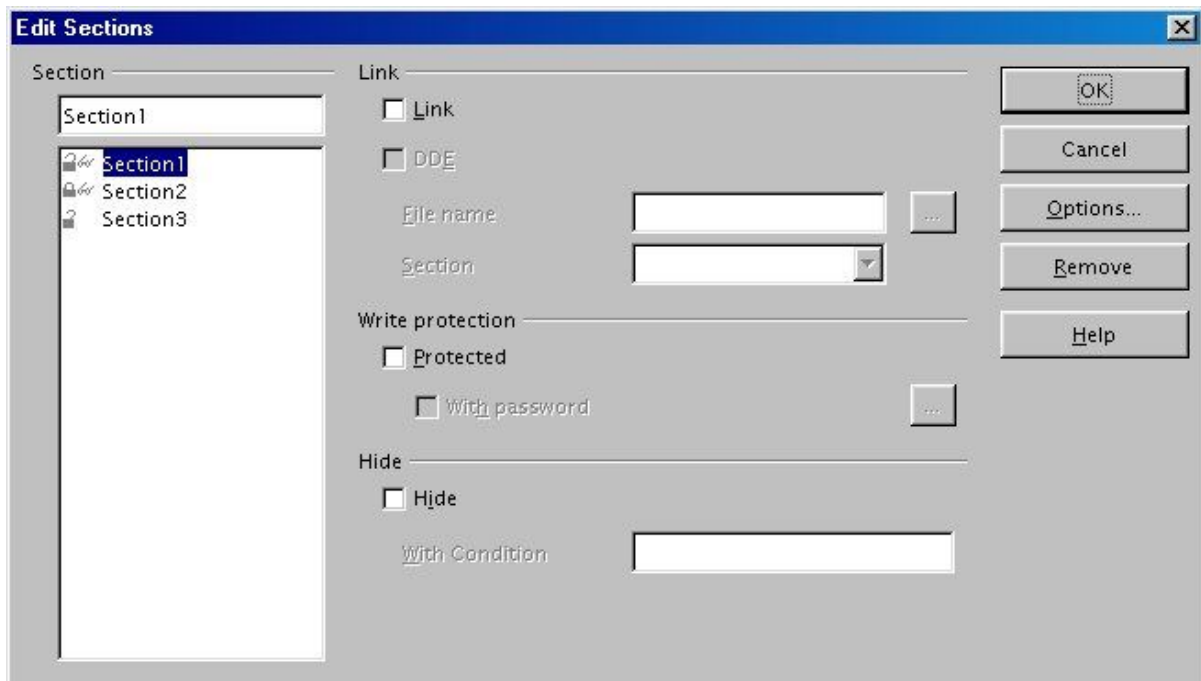 Edit Sections
Section
Section1
Section1
Section2
Section3
Link
Link
DDE
File name
...
Section
Write protection
Protected
With password
...
Hide
Hide
With Condition
OK
Cancel
Options...
Remove
Help